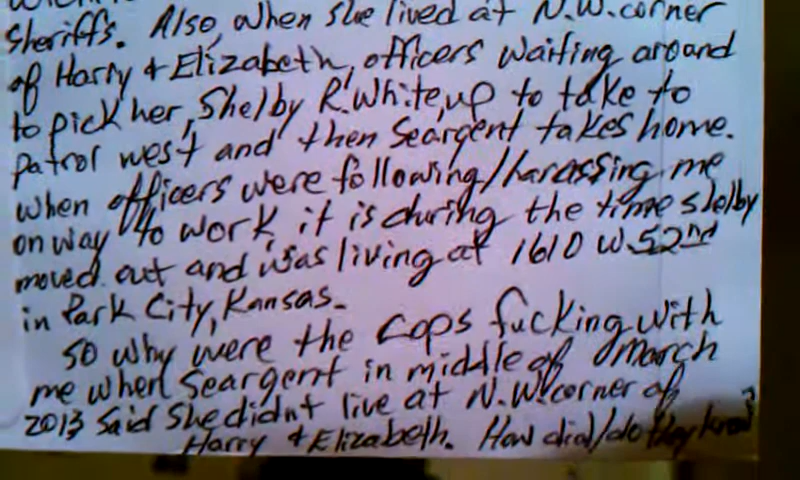 Sheriffs. Also, when she lived at N.W. corner
of Harry & Elizabeth, officers waiting around
to pick her, Shelby R. White, up to take to
patrol west and then Seargent takes home.
when officers were following/harassing me
on way to work, it is during the time shelby
moved out and was living at 1610 W. 52nd
in Park City, Kansas.
So why were the cops fucking with
me when Seargent in middle of March
2013 said she didnt live at N.W. corner of
Harry & Elizabeth. How did/do they know?